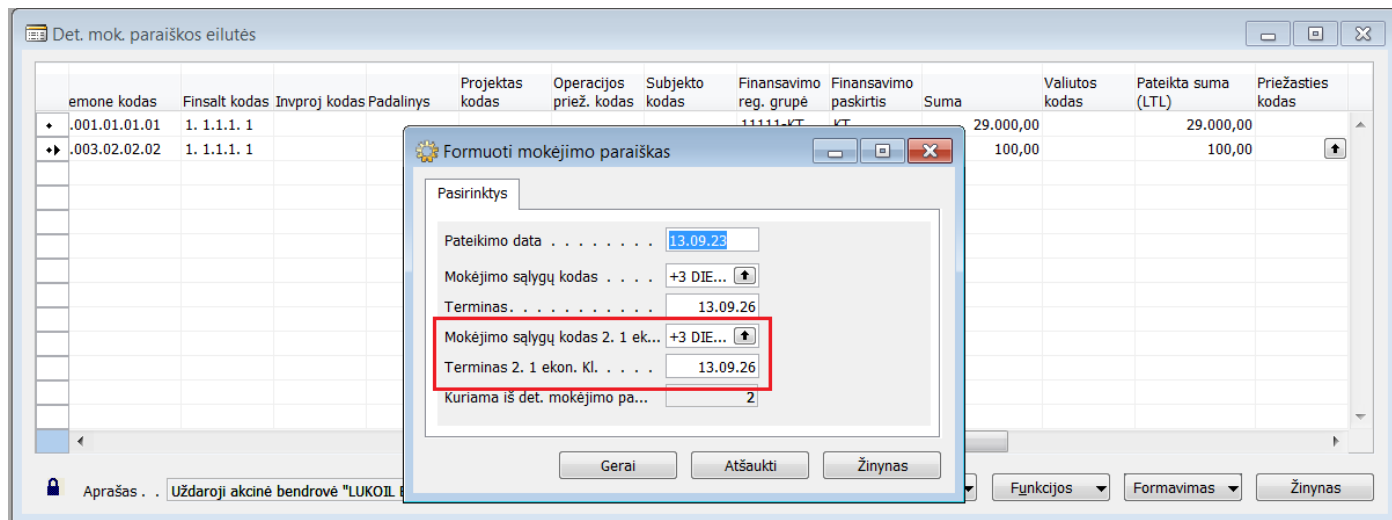 Det. mok. paraiškos eilutės
Projektas Operacijos Subjekto Finansavimo Finansavimo Valiutos Pateikta suma Priežasties
emone kodas Finsalt kodas Invproj kodas Padalinys kodas priež. kodas kodas reg. grupė paskirtis Suma kodas (LTL) kodas
.001.01.01.01 1. 1.1.1. 1 11111-KT KT 29.000,00 29.000,00
.003.02.02.02 1. 1.1.1. 1 100,00 100,00
Formuoti mokėjimo paraiškas
Pasirinktys
Pateikimo data . . . . . . . . 13.09.23
Mokėjimo sąlygų kodas . . . . +3 DIE...
Terminas. . . . . . . . . . . 13.09.26
Mokėjimo sąlygų kodas 2. 1 ek... +3 DIE...
Terminas 2. 1 ekon. Kl. . . . . . 13.09.26
Kuriama iš det. mokėjimo pa... 2
Gerai Atšaukti Žinynas
Aprašas . . Uždaroji akcinė bendrovė "LUKOIL Funkcijos Formavimas Žinynas